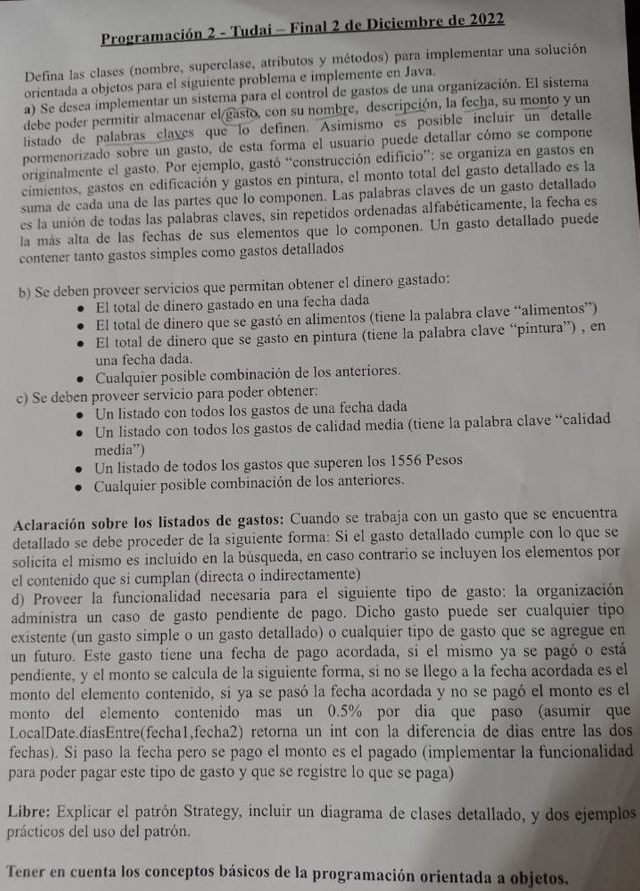 Programación 2 - Tudai – Final 2 de Diciembre de 2022
Defina las clases (nombre, superclase, atributos y métodos) para implementar una solución
orientada a objetos para el siguiente problema e implemente en Java.
a) Se desea implementar un sistema para el control de gastos de una organización. El sistema
debe poder permitir almacenar el gasto, con su nombre, descripción, la fecha, su monto y un
listado de palabras claves que lo definen. Asimismo es posible incluir un detalle
pormenorizado sobre un gasto, de esta forma el usuario puede detallar cómo se compone
originalmente el gasto. Por ejemplo, gastó “construcción edificio”: se organiza en gastos en
cimientos, gastos en edificación y gastos en pintura, el monto total del gasto detallado es la
suma de cada una de las partes que lo componen. Las palabras claves de un gasto detallado
es la unión de todas las palabras claves, sin repetidos ordenadas alfabéticamente, la fecha es
la más alta de las fechas de sus elementos que lo componen. Un gasto detallado puede
contener tanto gastos simples como gastos detallados
b) Se deben proveer servicios que permitan obtener el dinero gastado:
● El total de dinero gastado en una fecha dada
● El total de dinero que se gastó en alimentos (tiene la palabra clave “alimentos”)
● El total de dinero que se gasto en pintura (tiene la palabra clave “pintura”) , en
una fecha dada.
● Cualquier posible combinación de los anteriores.
c) Se deben proveer servicio para poder obtener:
● Un listado con todos los gastos de una fecha dada
● Un listado con todos los gastos de calidad media (tiene la palabra clave “calidad
media”)
● Un listado de todos los gastos que superen los 1556 Pesos
● Cualquier posible combinación de los anteriores.
Aclaración sobre los listados de gastos: Cuando se trabaja con un gasto que se encuentra
detallado se debe proceder de la siguiente forma: Si el gasto detallado cumple con lo que se
solicita el mismo es incluido en la búsqueda, en caso contrario se incluyen los elementos por
el contenido que si cumplan (directa o indirectamente)
d) Proveer la funcionalidad necesaria para el siguiente tipo de gasto: la organización
administra un caso de gasto pendiente de pago. Dicho gasto puede ser cualquier tipo
existente (un gasto simple o un gasto detallado) o cualquier tipo de gasto que se agregue en
un futuro. Este gasto tiene una fecha de pago acordada, si el mismo ya se pagó o está
pendiente, y el monto se calcula de la siguiente forma, si no se llego a la fecha acordada es el
monto del elemento contenido, si ya se pasó la fecha acordada y no se pagó el monto es el
monto del elemento contenido mas un 0.5% por dia que paso (asumir que
LocalDate.diasEntre(fecha1,fecha2) retorna un int con la diferencia de dias entre las dos
fechas). Si paso la fecha pero se pago el monto es el pagado (implementar la funcionalidad
para poder pagar este tipo de gasto y que se registre lo que se paga)
Libre: Explicar el patrón Strategy, incluir un diagrama de clases detallado, y dos ejemplos
prácticos del uso del patrón.
Tener en cuenta los conceptos básicos de la programación orientada a objetos.